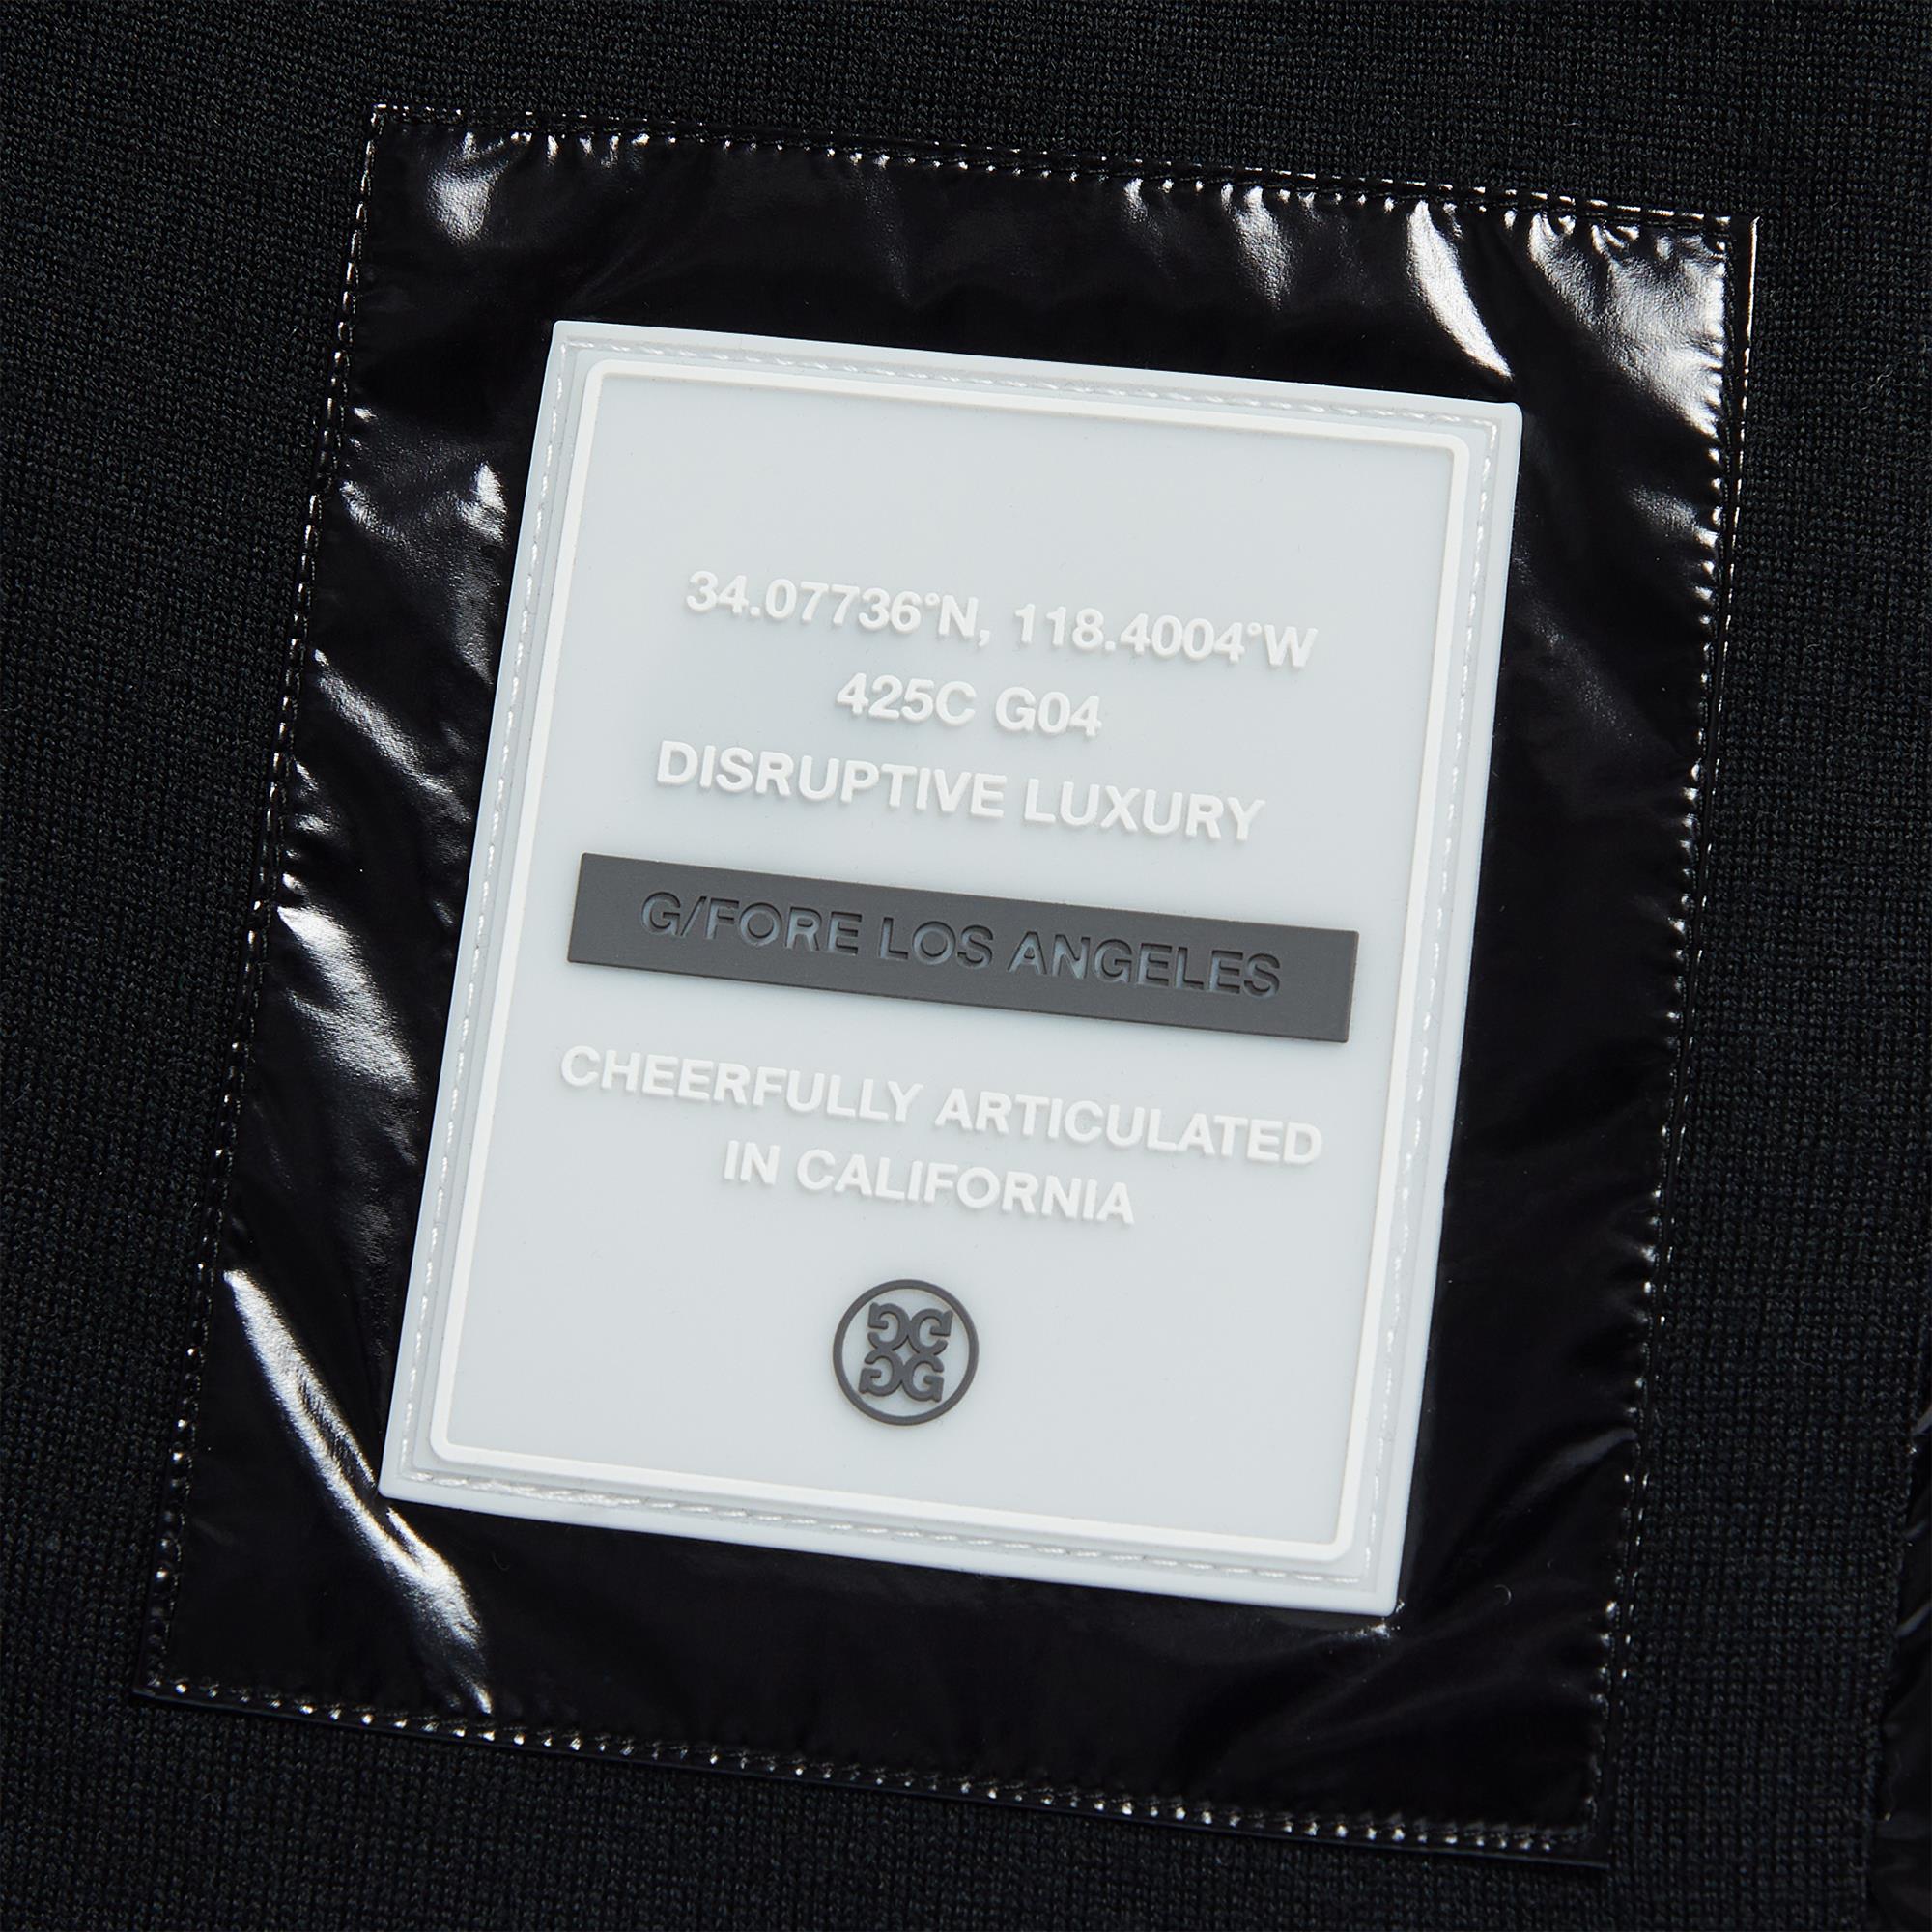 34.07736°N, 118.4004°W
425C G04
DISRUPTIVE LUXURY
G/FORE LOS ANGELES
CHEERFULLY ARTICULATED
IN CALIFORNIA